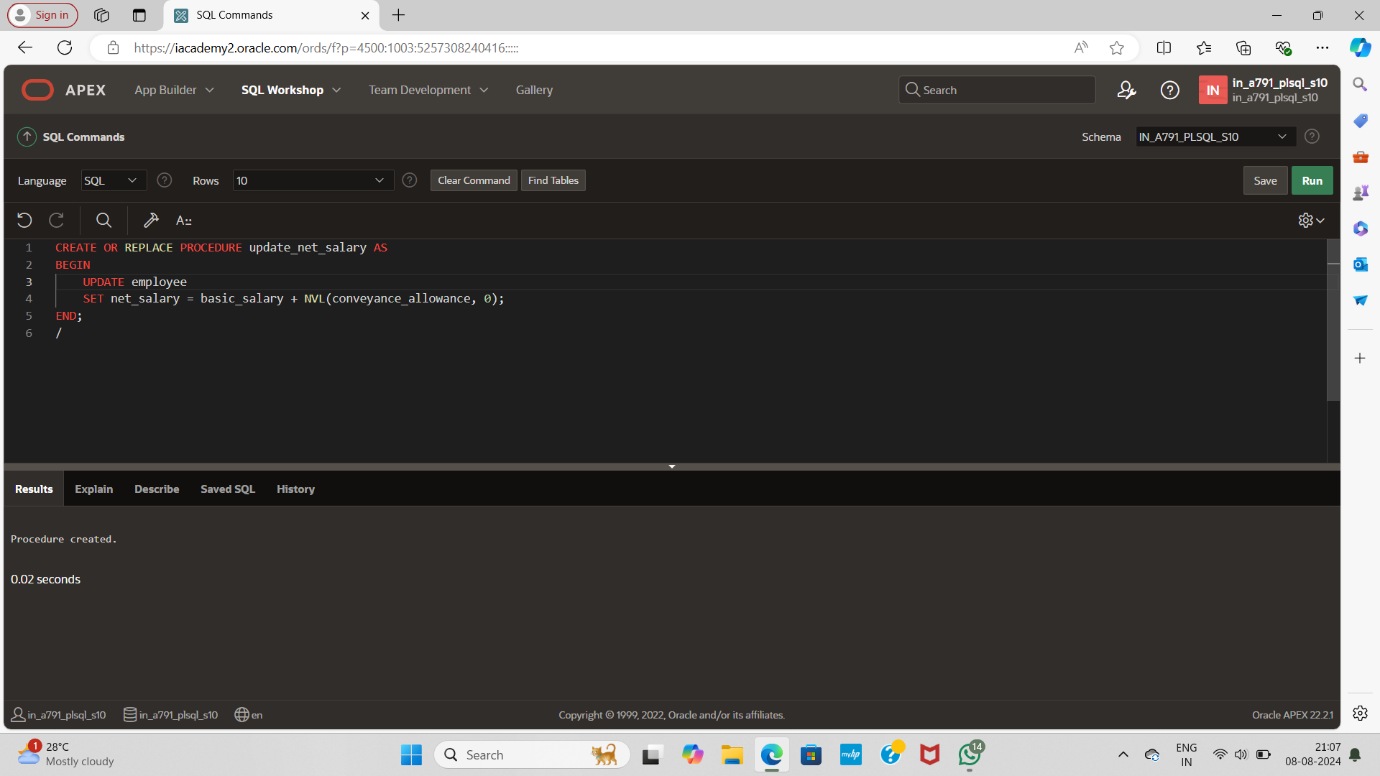 Sign in
SQL Commands
https://iacademy2.oracle.com/ords/f?p=4500:1003:5257308240416:::::
APEX App Builder SQL Workshop Team Development Gallery Search IN in_a791_plsql_s10
in_a791_plsql_s10
SQL Commands Schema IN_A791_PLSQL_S10
Language SQL Rows 10 Clear Command Find Tables Save Run
A::
1 CREATE OR REPLACE PROCEDURE update_net_salary AS
2 BEGIN
3 UPDATE employee
4 SET net_salary = basic_salary + NVL(conveyance_allowance, 0);
5 END;
6 /
Results Explain Describe Saved SQL History
Procedure created.
0.02 seconds
in_a791_plsql_s10 in_a791_plsql_s10 en Copyright © 1999, 2022, Oracle and/or its affiliates. Oracle APEX 22.2.1
1 28°C
Mostly cloudy
Search
myhp
14
ENG
IN
21:07
08-08-2024